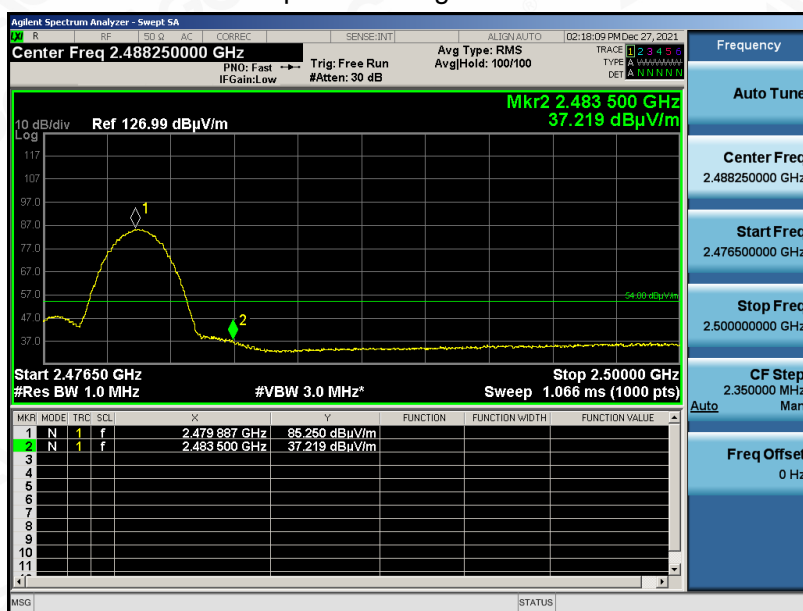 Agilent Spectrum Analyzer - Swept SA
LXI R RF 50 Ω AC CORREC SENSE:INT ALIGN AUTO 02:18:09 PM Dec 27, 2021
Center Freq 2.488250000 GHz
PNO: Fast
IFGain:Low
Trig: Free Run
#Atten: 30 dB
Avg Type: RMS
Avg|Hold: 100/100
TRACE 1 2 3 4 5 6
TYPE A
DET A N N N N N
Mkr2 2.483 500 GHz
37.219 dBµV/m
10 dB/div Ref 126.99 dBµV/m
Log
117
107
97.0
87.0
77.0
67.0
57.0
47.0
37.0
1
2
54.00 dBµV/m
Start 2.47650 GHz Stop 2.50000 GHz
#Res BW 1.0 MHz #VBW 3.0 MHz* Sweep 1.066 ms (1000 pts)
MKR MODE TRC SCL X Y FUNCTION FUNCTION WIDTH FUNCTION VALUE
1 N 1 f 2.479 887 GHz 85.250 dBµV/m
2 N 1 f 2.483 500 GHz 37.219 dBµV/m
3
4
5
6
7
8
9
10
11
MSG STATUS
Frequency
Auto Tune
Center Freq
2.488250000 GHz
Start Freq
2.476500000 GHz
Stop Freq
2.500000000 GHz
CF Step
2.350000 MHz
Auto Man
Freq Offset
0 Hz